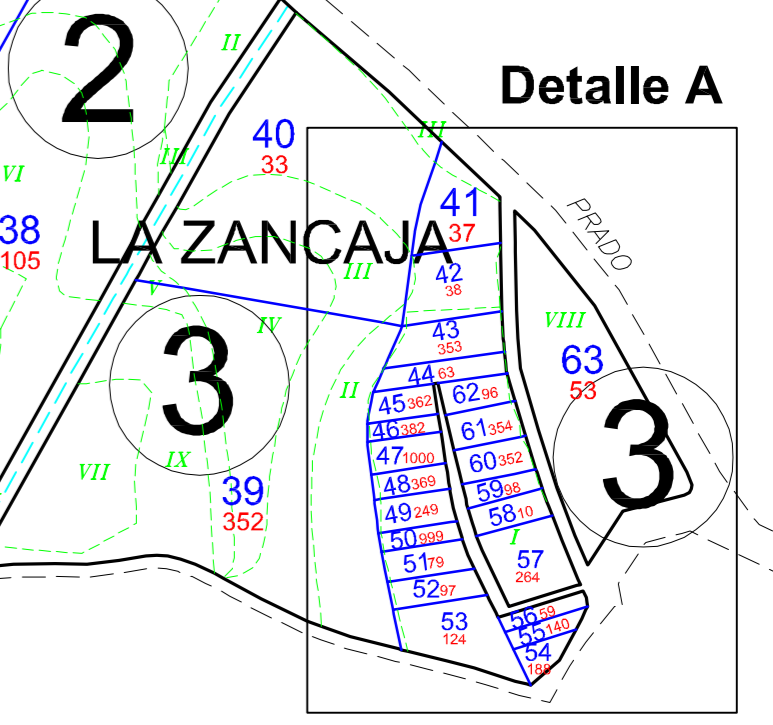 2
II
Detalle A
40
33
III
III
VI
38
105
LA ZANCAJA
41
37
PRADO
42
38
III
V
IV
VIII
43
353
63
53
3
II
44 63
45 362
62 96
46 382
61 354
3
47 1000
60 352
VII
IX
48 369
59 98
39
352
49 249
58 10
50 999
I
51 79
57
264
52 97
53
124
56 59
55 140
54
188